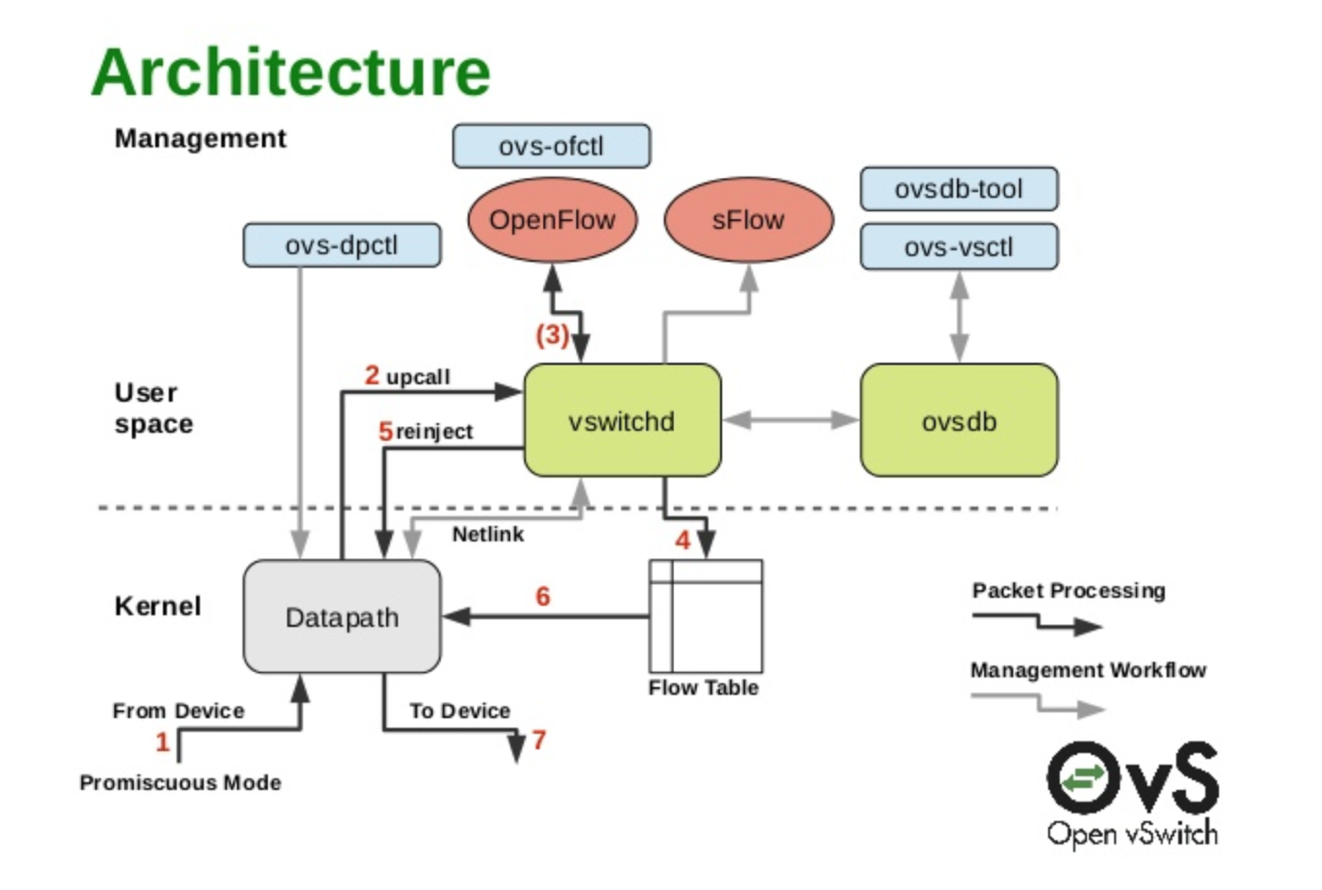 Architecture
Management
ovs-ofctl
OpenFlow
sFlow
ovsdb-tool
ovs-vsctl
ovs-dpctl
(3)
2 upcall
5 reinject
User
space
vswitchd
ovsdb
Netlink
4
Kernel
Datapath
6
Flow Table
Packet Processing
Management Workflow
From Device
1
Promiscuous Mode
To Device
7
OvS
Open vSwitch